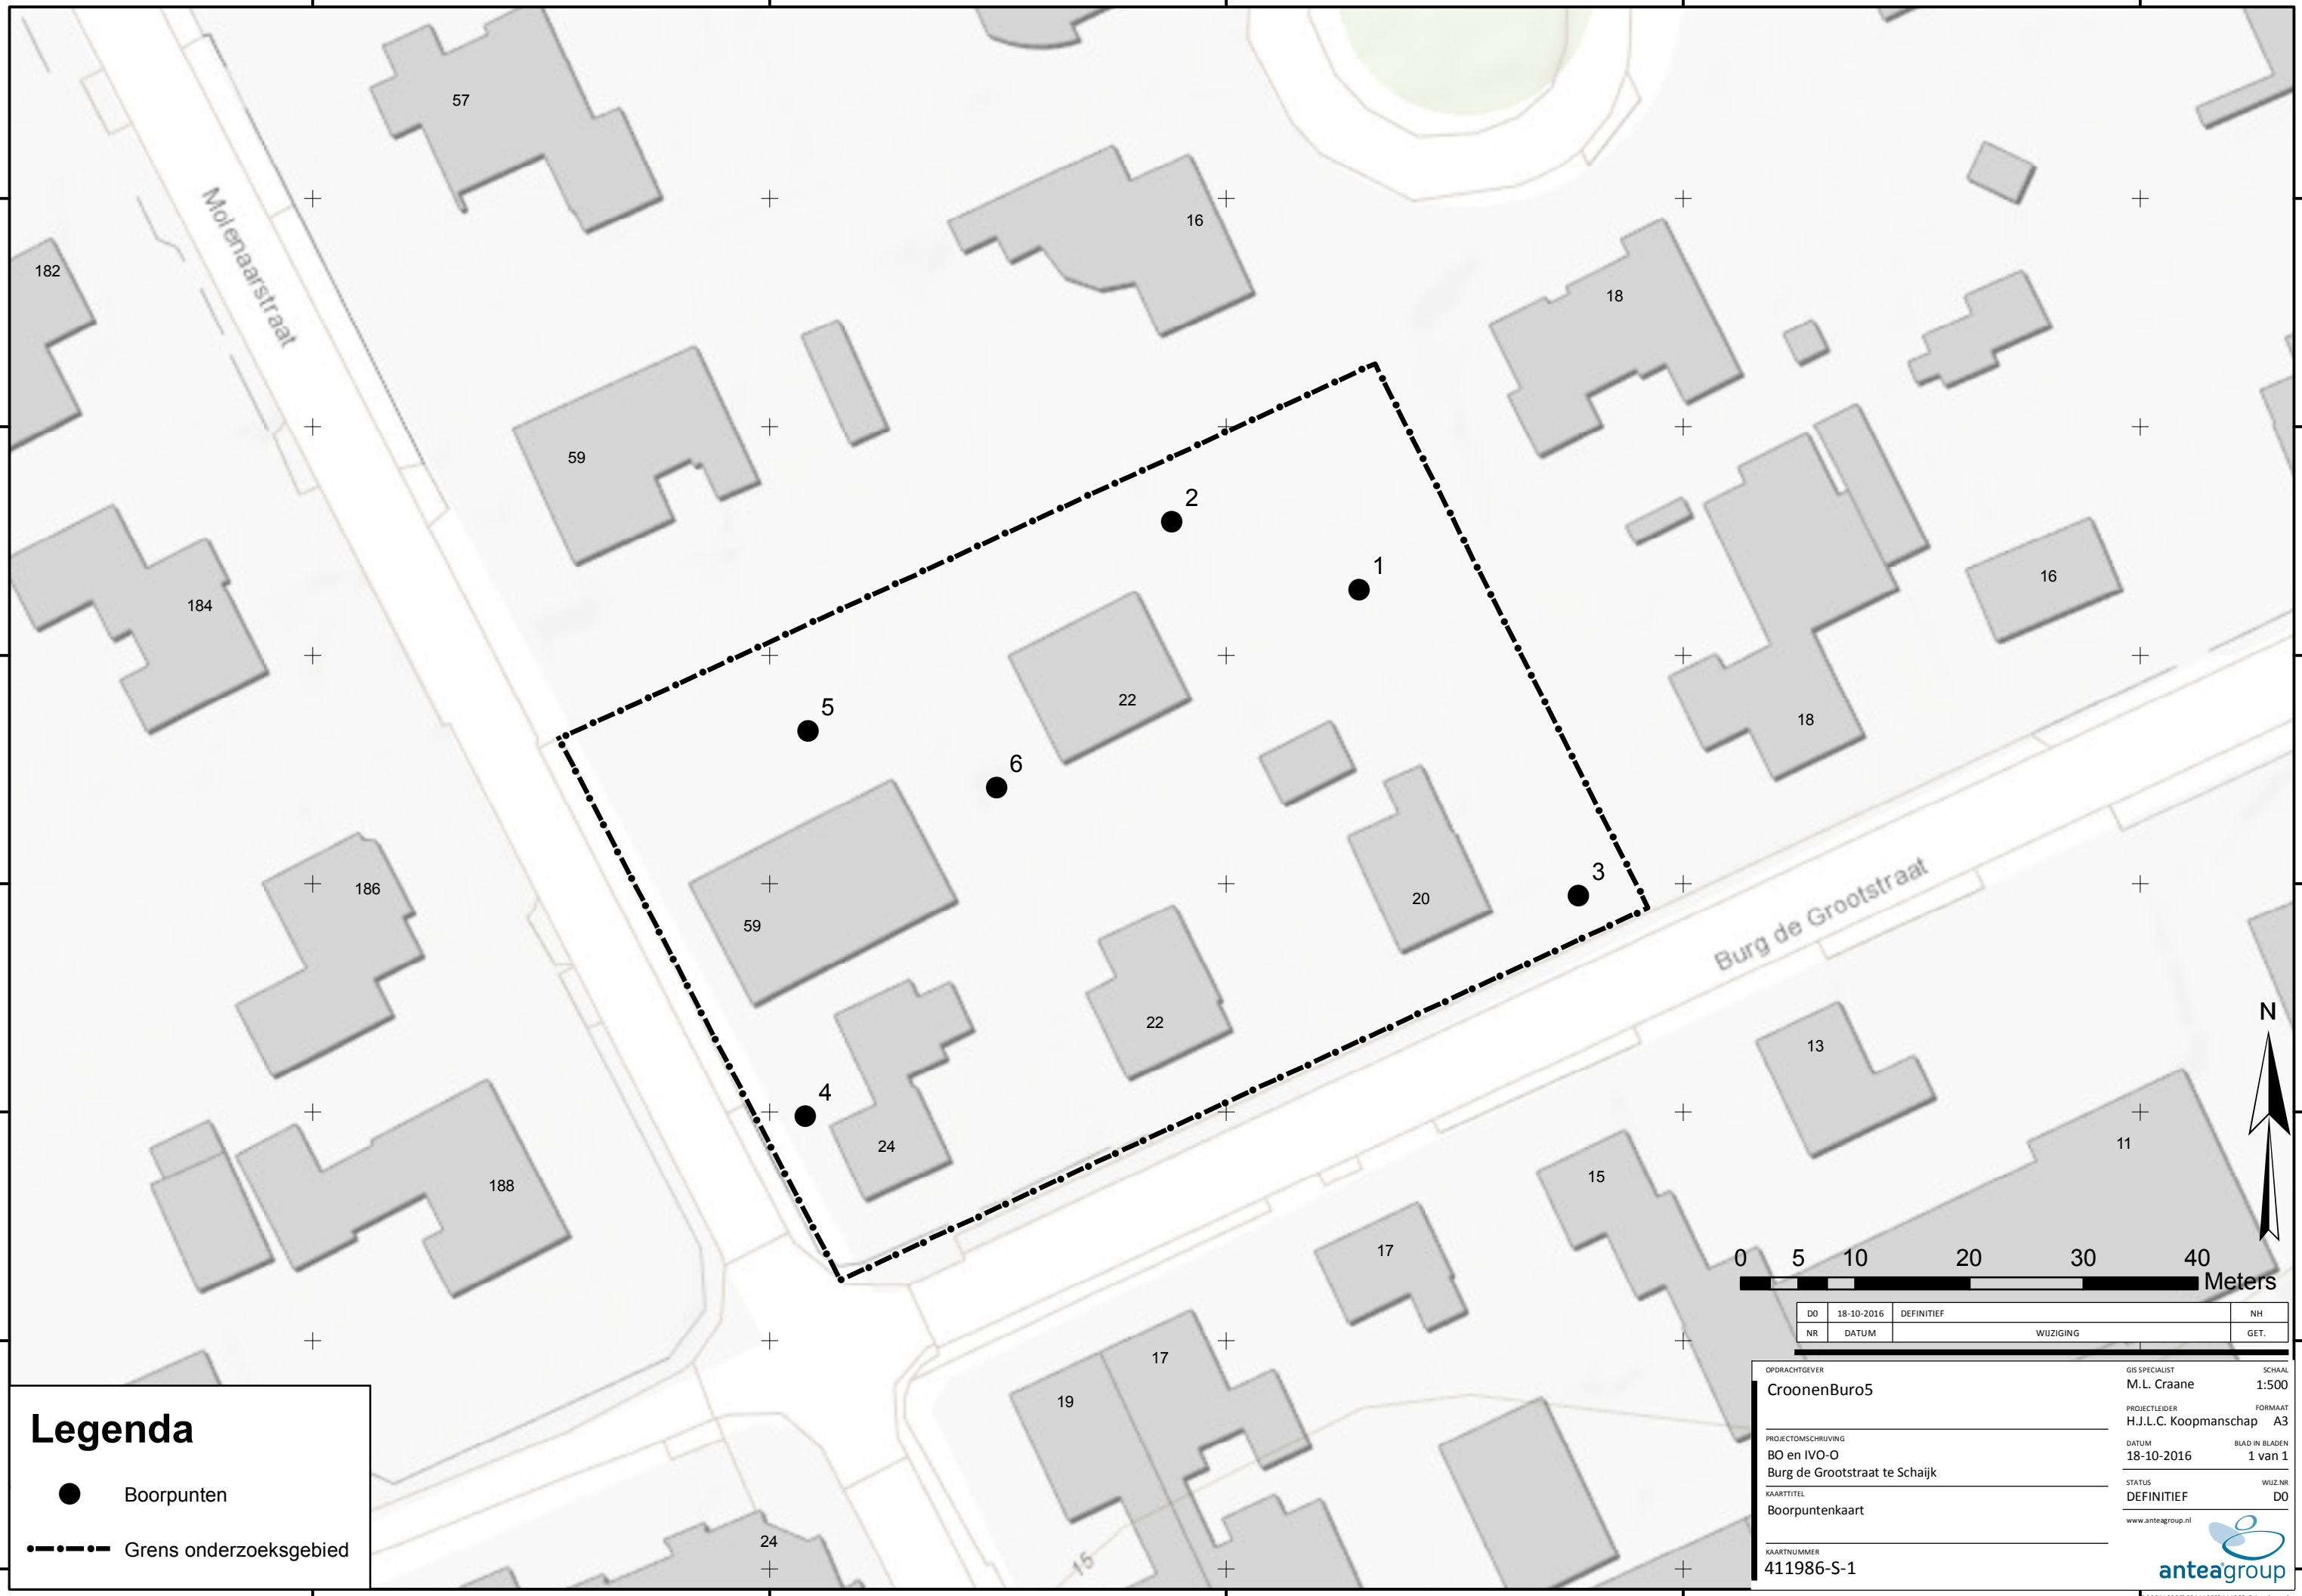 57
Molenaarstraat
182
16
18
59
184
2
1
16
5
22
6
18
186
59
3
20
Burg de Grootstraat
22
4
24
188
N
13
11
15
17
0 5 10 20 30 40
Meters
D0 18-10-2016 DEFINITIEF NH
NR DATUM WIJZIGING GET.
17
19
24
15
Legenda
Boorpunten
Grens onderzoeksgebied
OPDRACHTGEVER
CroonenBuro5
PROJECTOMSCHRIJVING
BO en IVO-O
Burg de Grootstraat te Schaijk
KAARTTITEL
Boorpuntenkaart
KAARTNUMMER
411986-S-1
GIS SPECIALIST SCHAAL
M.L. Craane 1:500
PROJECTLEIDER FORMAAT
H.J.L.C. Koopmanschap A3
DATUM BLAD IN BLADEN
18-10-2016 1 van 1
STATUS WIJZ.NR
DEFINITIEF D0
www.anteagroup.nl
anteagroup